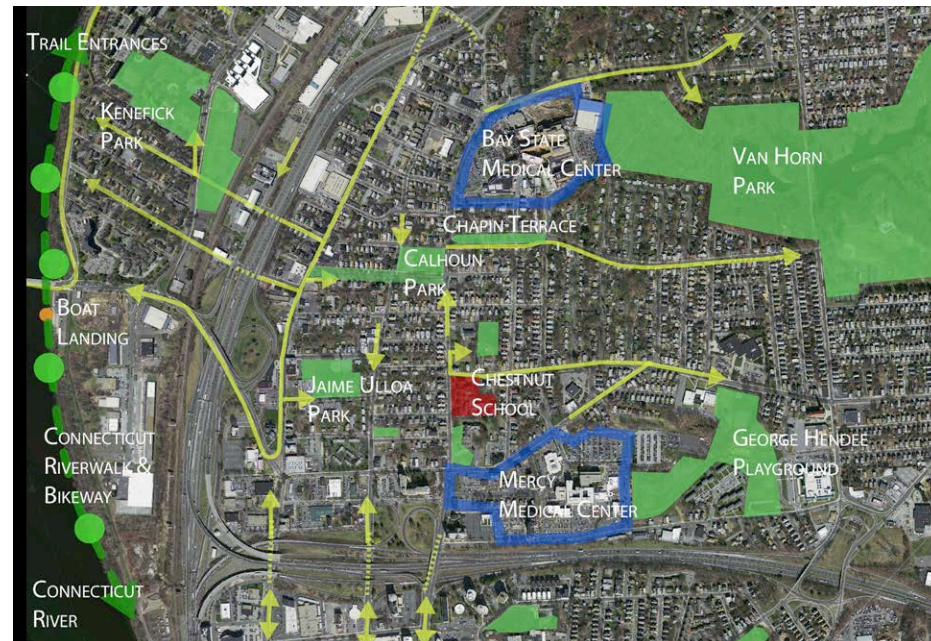 TRAIL ENTRANCES
KENEFICK
PARK
BAY STATE
MEDICAL CENTER
VAN HORN
PARK
CHAPIN-TERRACE
CALHOUN
PARK
BOAT
LANDING
JAIME ULLOA
PARK
CHESTNUT
SCHOOL
CONNECTICUT
RIVERWALK &
BIKEWAY
GEORGE HENDEE
PLAYGROUND
MERCY
MEDICAL CENTER
CONNECTICUT
RIVER